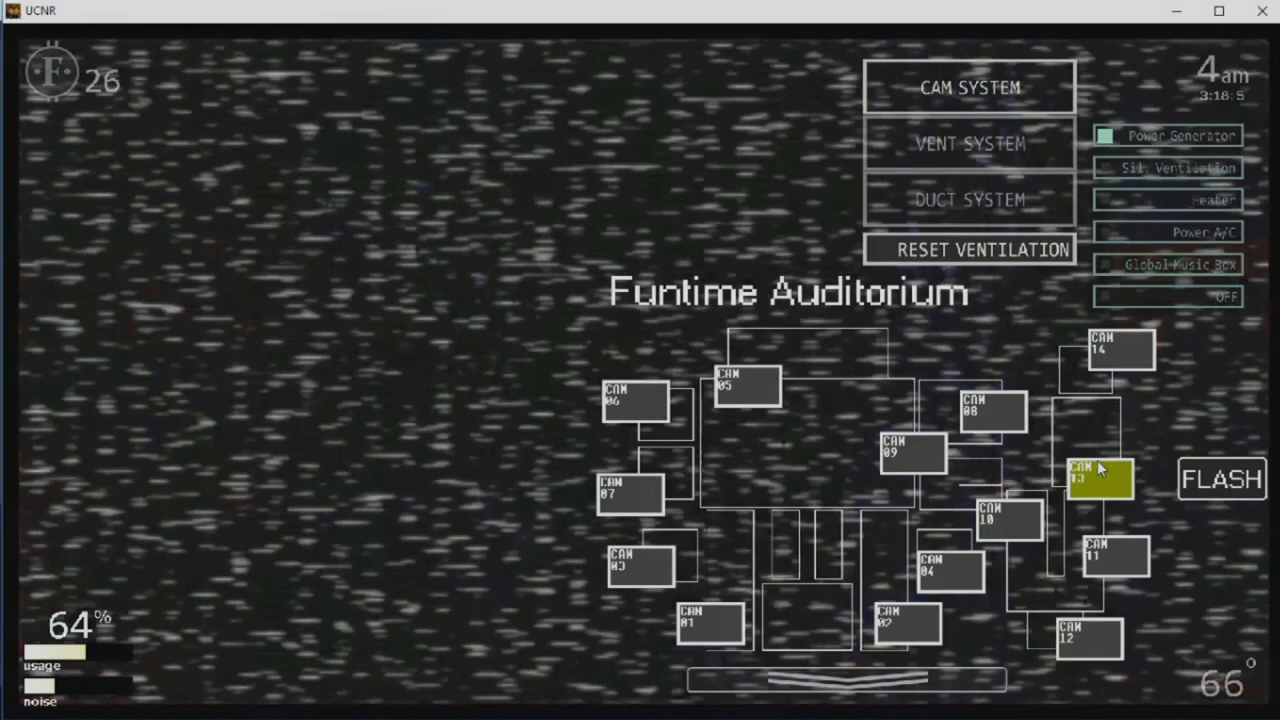 UCNR
F 26
4am
3:18:5
CAM SYSTEM
VENT SYSTEM
DUCT SYSTEM
RESET VENTILATION
Power Generator
Sil. Ventilation
Heater
Power A/C
Global Music Box
OFF
Funtime Auditorium
CAM 14
CAM 05
CAM 06
CAM 08
CAM 09
CAM 13
FLASH
CAM 07
CAM 10
CAM 11
CAM 03
CAM 04
CAM 01
CAM 02
CAM 12
64%
usage
noise
66°